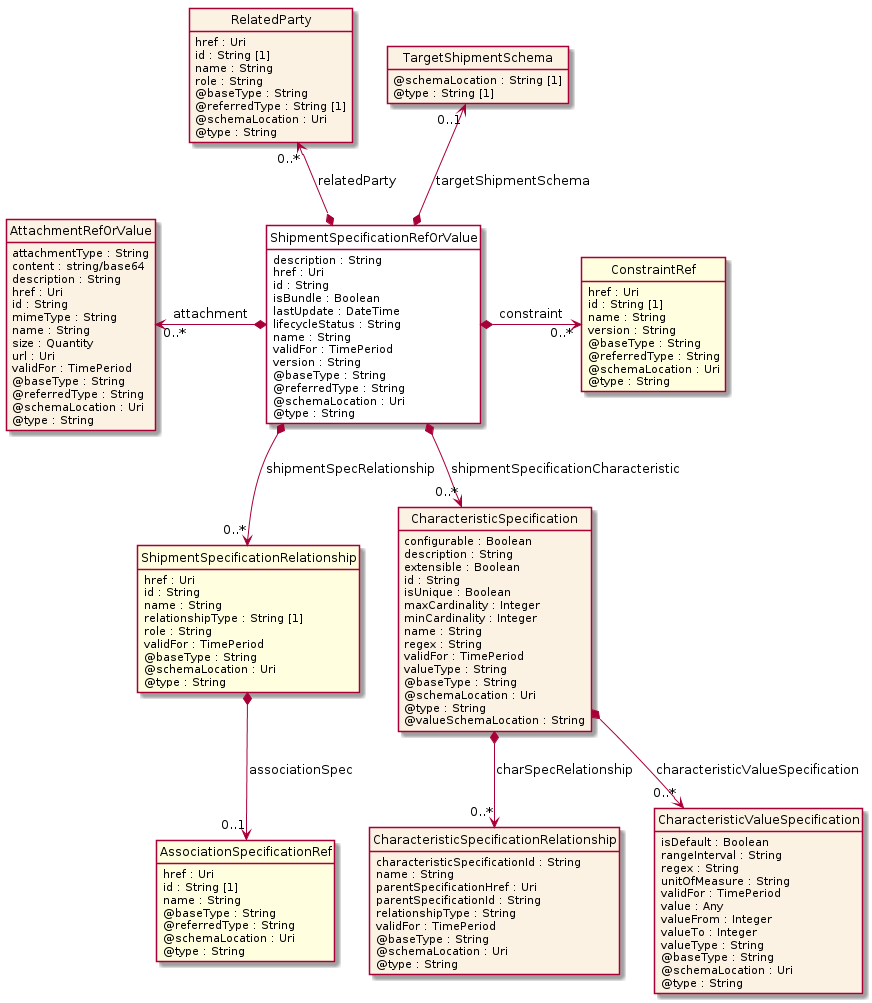 RelatedParty
href : Uri
id : String [1]
name : String
role : String
@baseType : String
@referredType : String [1]
@schemaLocation : Uri
@type : String
TargetShipmentSchema
@schemaLocation : String [1]
@type : String [1]
0..1
0..*
relatedParty
targetShipmentSchema
AttachmentRefOrValue
attachmentType : String
content : string/base64
description : String
href : Uri
id : String
mimeType : String
name : String
size : Quantity
url : Uri
validFor : TimePeriod
@baseType : String
@referredType : String
@schemaLocation : Uri
@type : String
attachment
0..*
ShipmentSpecificationRefOrValue
description : String
href : Uri
id : String
isBundle : Boolean
lastUpdate : DateTime
lifecycleStatus : String
name : String
validFor : TimePeriod
version : String
@baseType : String
@referredType : String
@schemaLocation : Uri
@type : String
constraint
0..*
ConstraintRef
href : Uri
id : String [1]
name : String
version : String
@baseType : String
@referredType : String
@schemaLocation : Uri
@type : String
shipmentSpecRelationship
0..*
shipmentSpecificationCharacteristic
0..*
ShipmentSpecificationRelationship
href : Uri
id : String
name : String
relationshipType : String [1]
role : String
validFor : TimePeriod
@baseType : String
@schemaLocation : Uri
@type : String
CharacteristicSpecification
configurable : Boolean
description : String
extensible : Boolean
id : String
isUnique : Boolean
maxCardinality : Integer
minCardinality : Integer
name : String
regex : String
validFor : TimePeriod
valueType : String
@baseType : String
@schemaLocation : Uri
@type : String
@valueSchemaLocation : String
associationSpec
0..1
charSpecRelationship
0..*
characteristicValueSpecification
0..*
AssociationSpecificationRef
href : Uri
id : String [1]
name : String
@baseType : String
@referredType : String
@schemaLocation : Uri
@type : String
CharacteristicSpecificationRelationship
characteristicSpecificationId : String
name : String
parentSpecificationHref : Uri
parentSpecificationId : String
relationshipType : String
validFor : TimePeriod
@baseType : String
@schemaLocation : Uri
@type : String
CharacteristicValueSpecification
isDefault : Boolean
rangeInterval : String
regex : String
unitOfMeasure : String
validFor : TimePeriod
value : Any
valueFrom : Integer
valueTo : Integer
valueType : String
@baseType : String
@schemaLocation : Uri
@type : String